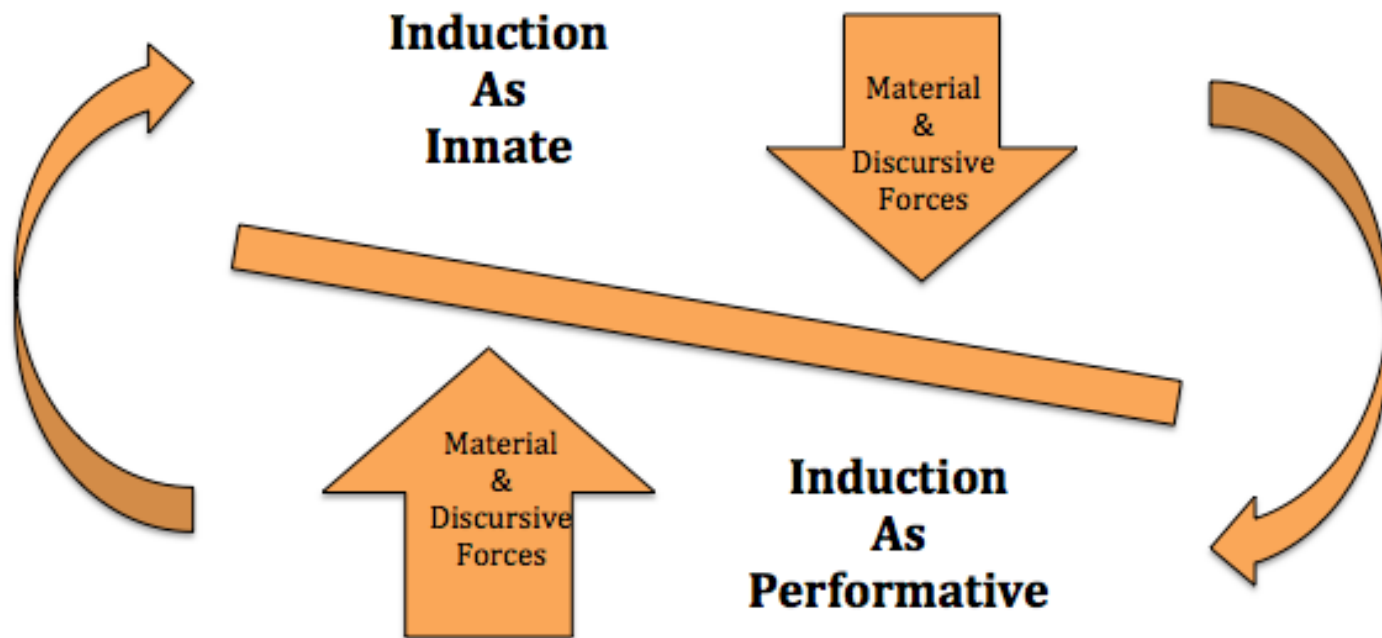 Induction
As
Innate
Material
&
Discursive
Forces
Material
&
Discursive
Forces
Induction
As
Performative